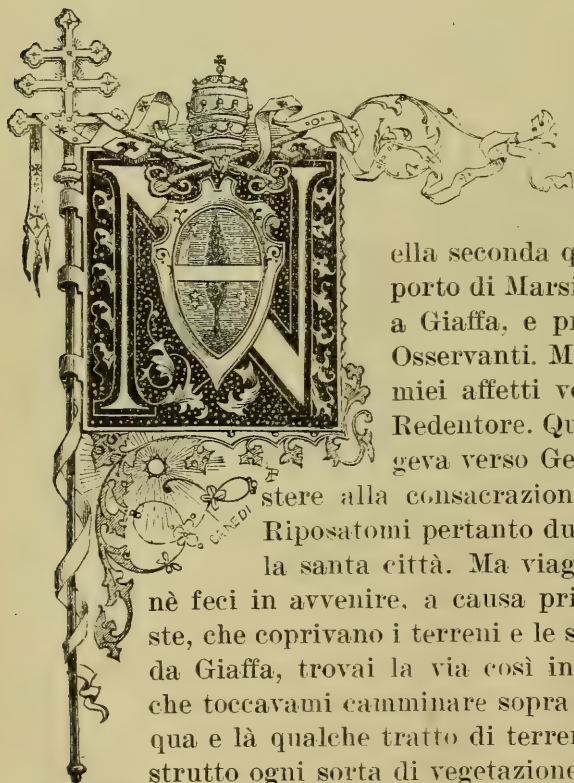 N
ella seconda q
porto di Marsi
a Giaffa, e pr
Osservanti. M
miei affetti ve
Redentore. Qu
geva verso Ge
stere alla consacrazion
Riposatomi pertanto du
la santa città. Ma viag
nè feci in avvenire, a causa pri
ste, che coprivano i terreni e le s
da Giaffa, trovai la via così in
che toccavami camminare sopra
qua e là qualche tratto di terren
strutto ogni sorta di vegetazione
CANEDI